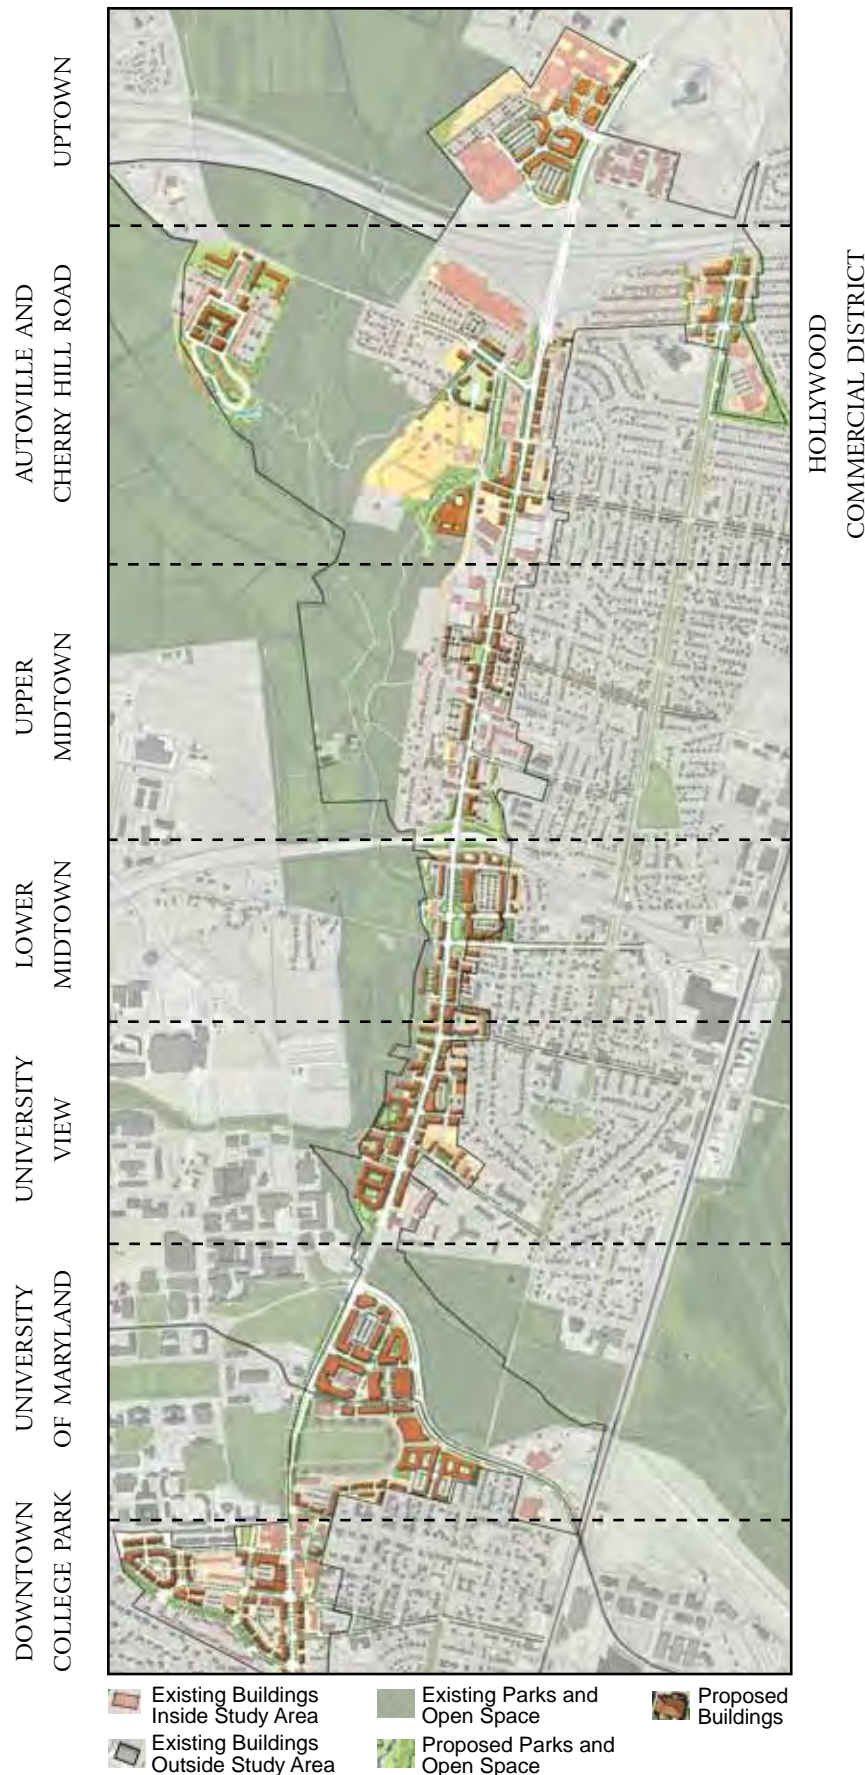 UPTOWN
AUTOVILLE AND
CHERRY HILL ROAD
HOLLYWOOD
COMMERCIAL DISTRICT
UPPER
MIDTOWN
LOWER
MIDTOWN
UNIVERSITY
VIEW
UNIVERSITY
OF MARYLAND
DOWNTOWN
COLLEGE PARK
Existing Buildings
Inside Study Area
Existing Buildings
Outside Study Area
Existing Parks and
Open Space
Proposed Parks and
Open Space
Proposed
Buildings